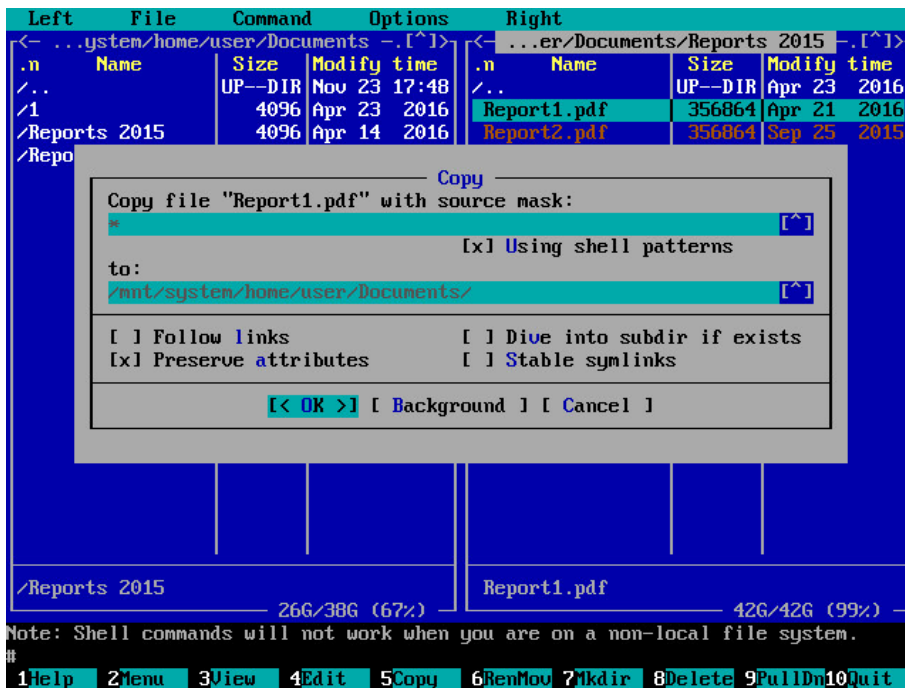 Left File Command Options Right
<- ...ystem/home/user/Documents -.[^]> <- ...er/Documents/Reports 2015 -.[^]>
.n Name Size Modify time .n Name Size Modify time
/.. UP--DIR Nov 23 17:48 /.. UP--DIR Apr 23 2016
/1 4096 Apr 23 2016 Report1.pdf 356864 Apr 21 2016
/Reports 2015 4096 Apr 14 2016 Report2.pdf 356864 Sep 25 2015
/Repo
Copy
Copy file "Report1.pdf" with source mask:
* [^]
[x] Using shell patterns
to:
/mnt/system/home/user/Documents/ [^]
[ ] Follow links [ ] Dive into subdir if exists
[x] Preserve attributes [ ] Stable symlinks
[< OK >] [ Background ] [ Cancel ]
/Reports 2015 Report1.pdf
26G/38G (67%) 42G/42G (99%)
Note: Shell commands will not work when you are on a non-local file system.
#
1Help 2Menu 3View 4Edit 5Copy 6RenMov 7Mkdir 8Delete 9PullDn 10Quit